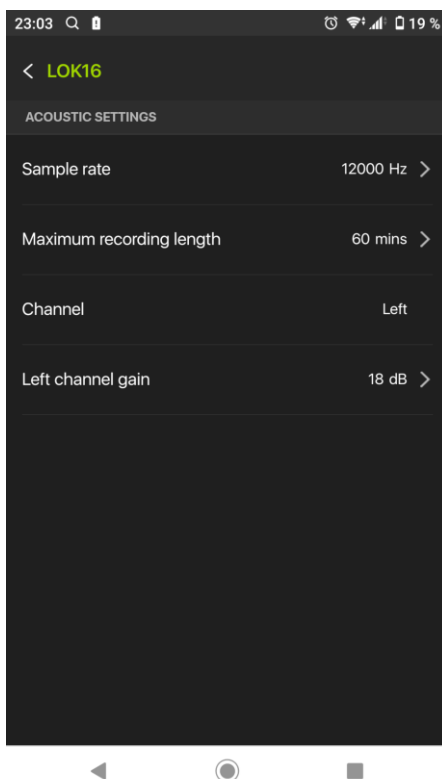 23:03 19 %
LOK16
ACOUSTIC SETTINGS
Sample rate 12000 Hz
Maximum recording length 60 mins
Channel Left
Left channel gain 18 dB